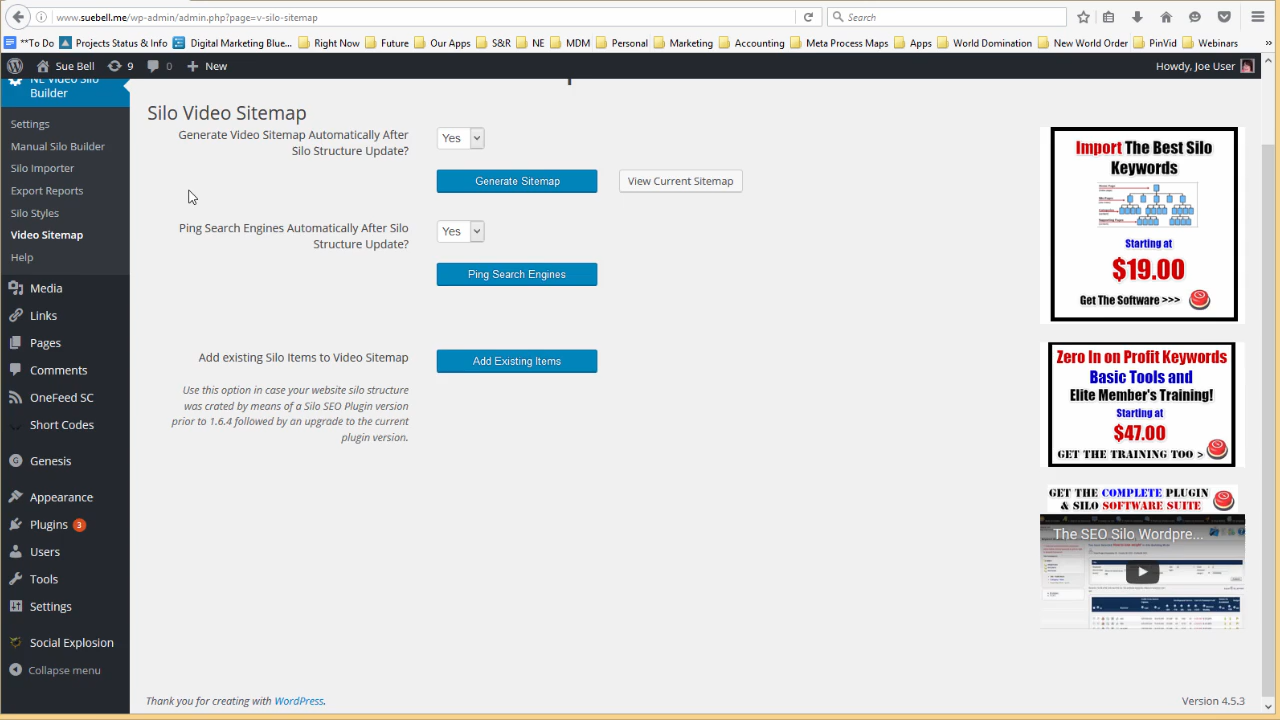 www.suebell.me/wp-admin/admin.php?page=v-silo-sitemap
Search
**To Do
Projects Status & Info
Digital Marketing Blue...
Right Now
Future
Our Apps
S&R
NE
MDM
Personal
Marketing
Accounting
Meta Process Maps
Apps
World Domination
New World Order
PinVid
Webinars
»
Sue Bell
9
0
New
Howdy, Joe User
NE Video Silo
Builder
Settings
Manual Silo Builder
Silo Importer
Export Reports
Silo Styles
Video Sitemap
Help
Media
Links
Pages
Comments
OneFeed SC
Short Codes
Genesis
Appearance
Plugins 3
Users
Tools
Settings
Social Explosion
Collapse menu
Silo Video Sitemap
Generate Video Sitemap Automatically After
Silo Structure Update?
Yes
Generate Sitemap
View Current Sitemap
Ping Search Engines Automatically After Silo
Structure Update?
Yes
Ping Search Engines
Add existing Silo Items to Video Sitemap
Add Existing Items
Use this option in case your website silo structure
was crated by means of a Silo SEO Plugin version
prior to 1.6.4 followed by an upgrade to the current
plugin version.
Import The Best Silo
Keywords
Starting at
$19.00
Get The Software >>>
Zero In on Profit Keywords
Basic Tools and
Elite Member's Training!
Starting at
$47.00
GET THE TRAINING TOO >
GET THE COMPLETE PLUGIN
& SILO SOFTWARE SUITE
The SEO Silo Wordpre...
Thank you for creating with WordPress.
Version 4.5.3